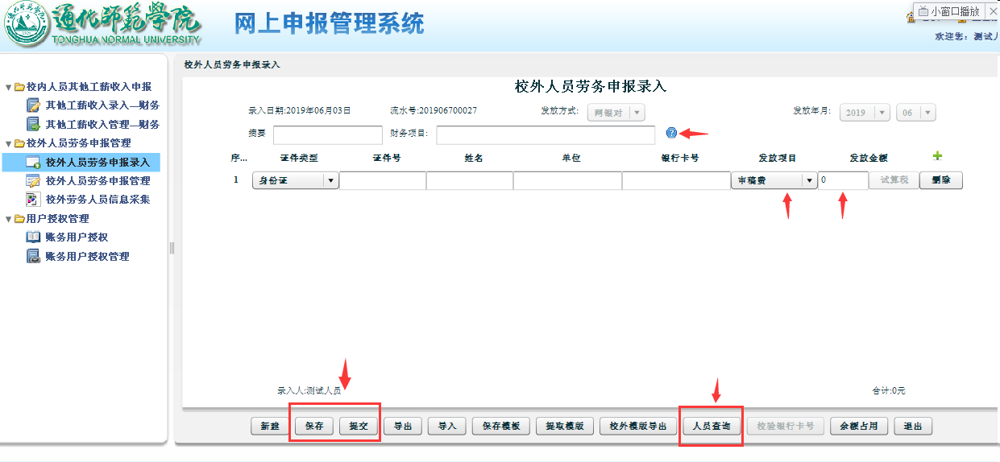 通化师范学院
TONGHUA NORMAL UNIVERSITY
网上申报管理系统
小窗口播放
欢迎您: 测试人
校内人员其他工薪收入申报
其他工薪收入录入—财务
其他工薪收入管理—财务
校外人员劳务申报管理
校外人员劳务申报录入
校外人员劳务申报管理
校外劳务人员信息采集
用户授权管理
账务用户授权
账务用户授权管理
校外人员劳务申报录入
校外人员劳务申报录入
录入日期:2019年06月03日 流水号:201906700027 发放方式: 网银对 发放年月: 2019 06
摘要 财务项目:
序... 证件类型 证件号 姓名 单位 银行卡号 发放项目 发放金额
1 身份证 审稿费 0 试算税 删除
录入人:测试人员 合计:0元
新建 保存 提交 导出 导入 保存模板 提取模版 校外模版导出 人员查询 校验银行卡号 余额占用 退出